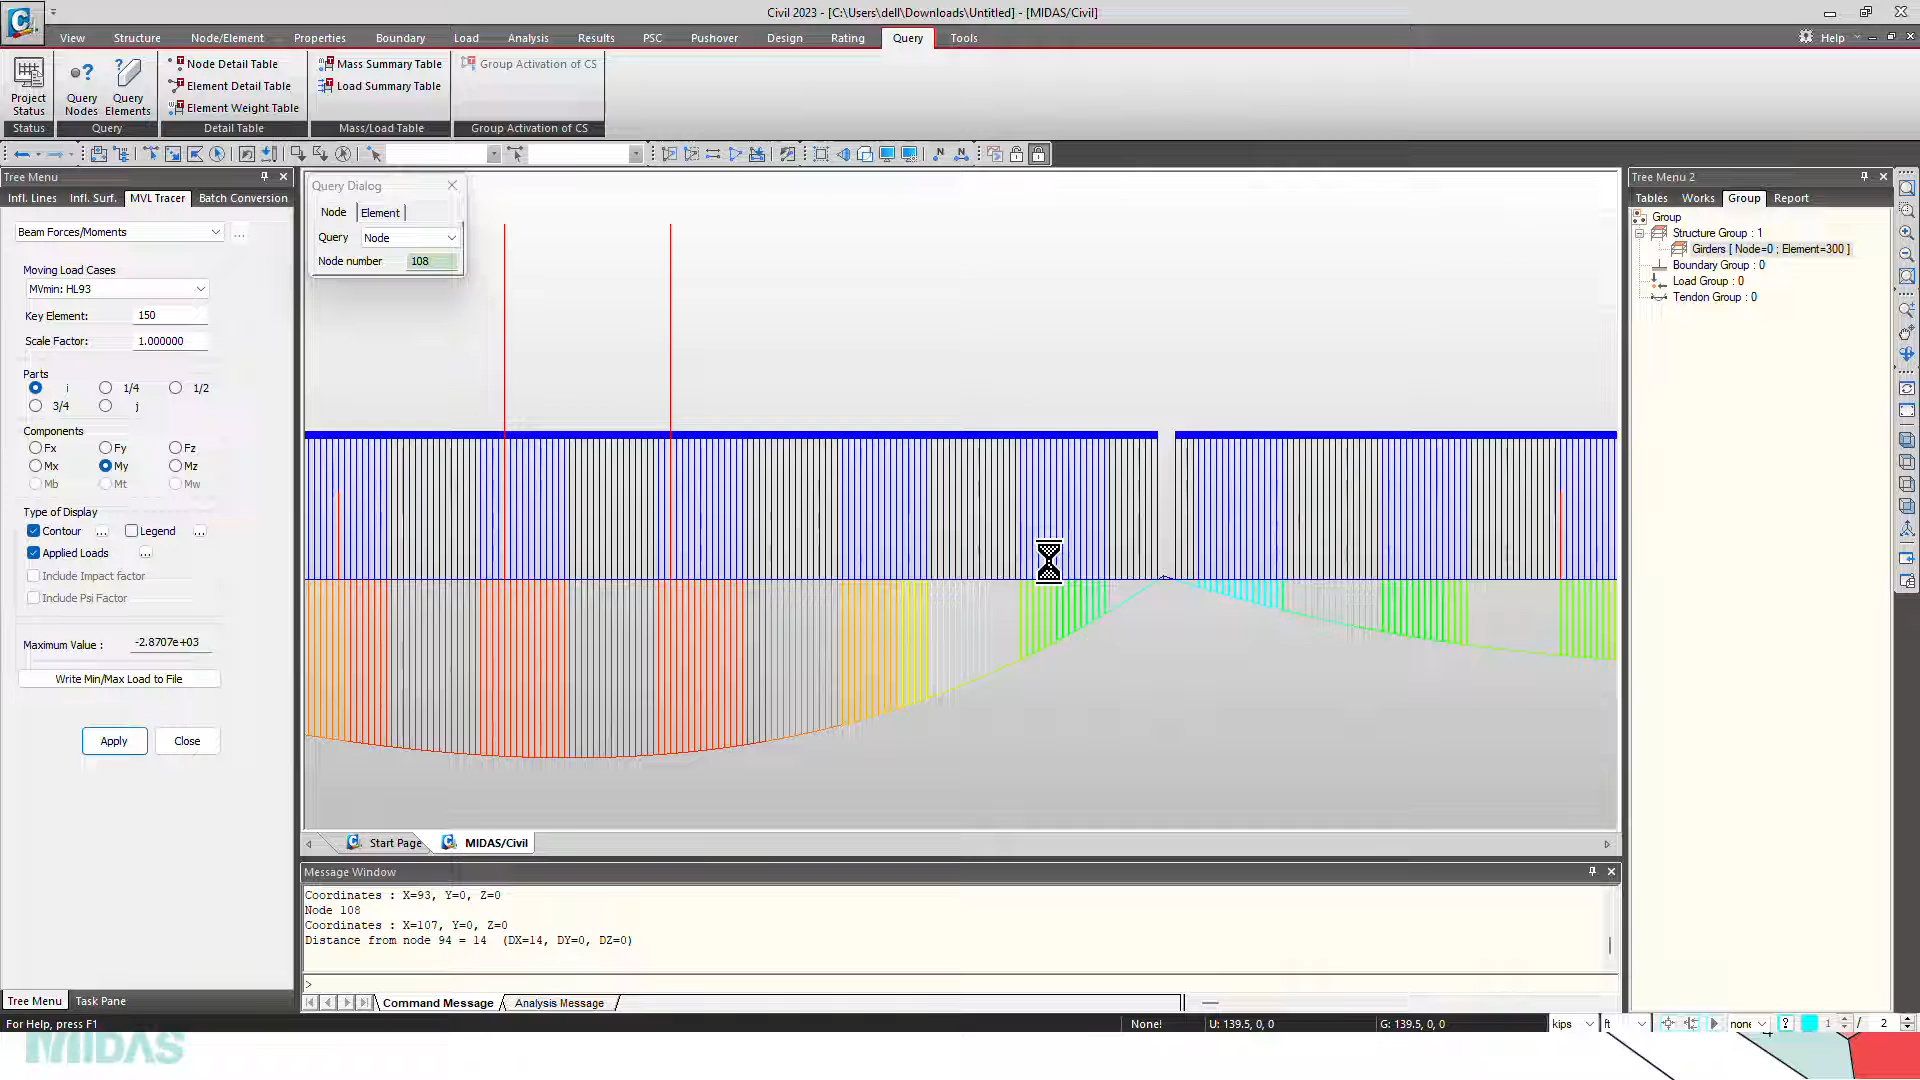 Civil 2023 - [C:\Users\dell\Downloads\Untitled] - [MIDAS/Civil]
View Structure Node/Element Properties Boundary Load Analysis Results PSC Pushover Design Rating Query Tools Help
Project Status
Query Nodes
Query Elements
Node Detail Table
Element Detail Table
Element Weight Table
Mass Summary Table
Load Summary Table
Group Activation of CS
Status Query Detail Table Mass/Load Table Group Activation of CS
Tree Menu
Infl. Lines Infl. Surf. MVL Tracer Batch Conversion
Beam Forces/Moments ...
Moving Load Cases
MVmin: HL93
Key Element: 150
Scale Factor: 1.000000
Parts
i 1/4 1/2
3/4 j
Components
Fx Fy Fz
Mx My Mz
Mb Mt Mw
Type of Display
Contour ... Legend ...
Applied Loads ...
Include Impact factor
Include Psi Factor
Maximum Value : -2.8707e+03
Write Min/Max Load to File
Apply Close
Tree Menu Task Pane
Query Dialog
Node Element
Query Node
Node number 108
Start Page MIDAS/Civil
Message Window
Coordinates : X=93, Y=0, Z=0
Node 108
Coordinates : X=107, Y=0, Z=0
Distance from node 94 = 14 (DX=14, DY=0, DZ=0)
>
Command Message Analysis Message
Tree Menu 2
Tables Works Group Report
Group
Structure Group : 1
Girders [ Node=0 ; Element=300 ]
Boundary Group : 0
Load Group : 0
Tendon Group : 0
For Help, press F1 None! U: 139.5, 0, 0 G: 139.5, 0, 0 kips ft none ? 1 / 2
MIDAS